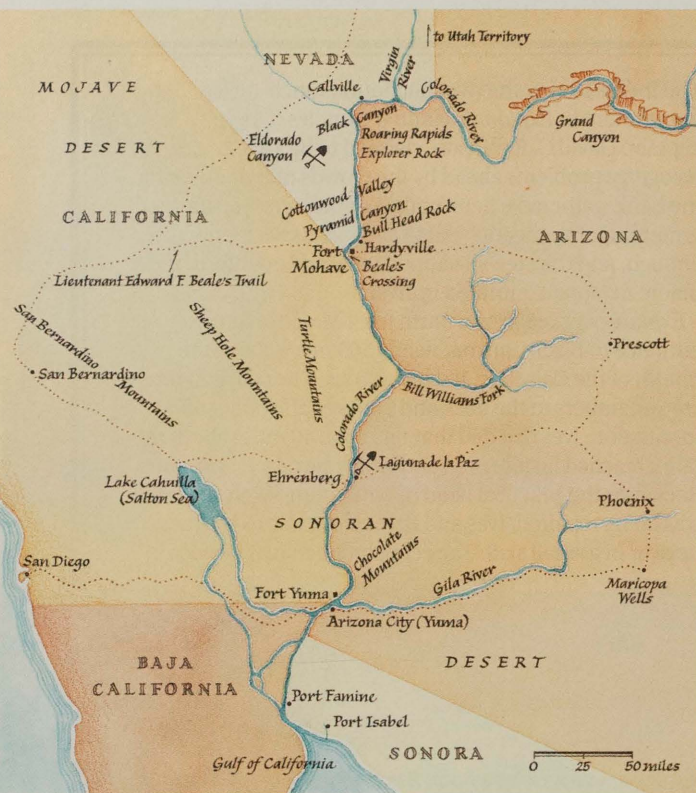 to Utah Territory
NEVADA
Virgin
River
MOJAVE
Callville
Colorado River
Black Canyon
Grand
Canyon
Eldorado
Canyon
Roaring Rapids
Explorer Rock
DESERT
Cottonwood Valley
Pyramid Canyon
Bull Head Rock
CALIFORNIA
ARIZONA
Fort
Mohave
Hardyville
Beale's
Crossing
Lieutenant Edward F. Beale's Trail
San Bernardino
Mountains
Sheep Hole Mountains
Turtle Mountains
Prescott
San Bernardino
Colorado River
Bill Williams Fork
Laguna de la Paz
Ehrenberg
Lake Cahuilla
(Salton Sea)
Phoenix
SONORAN
Chocolate
Mountains
San Diego
Gila River
Fort Yuma
Maricopa
Wells
Arizona City (Yuma)
BAJA
CALIFORNIA
DESERT
Port Famine
Port Isabel
SONORA
Gulf of California
0 25 50 miles